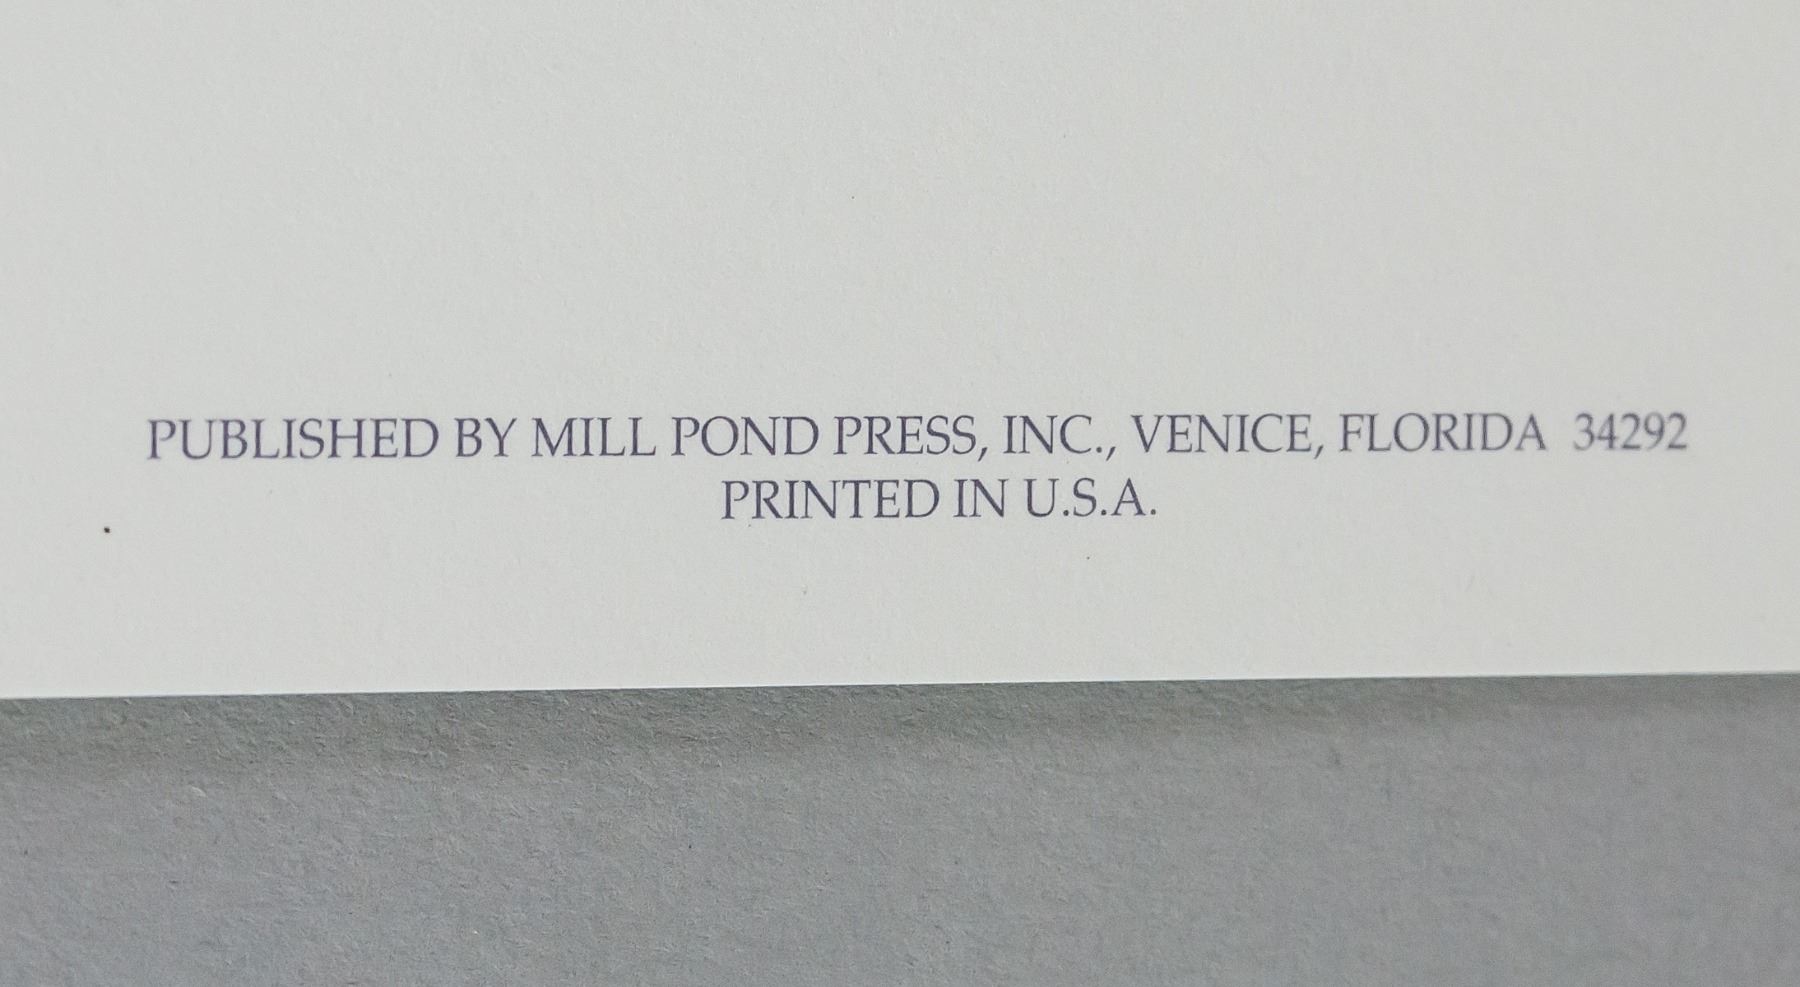 PUBLISHED BY MILL POND PRESS, INC., VENICE, FLORIDA 34292
PRINTED IN U.S.A.